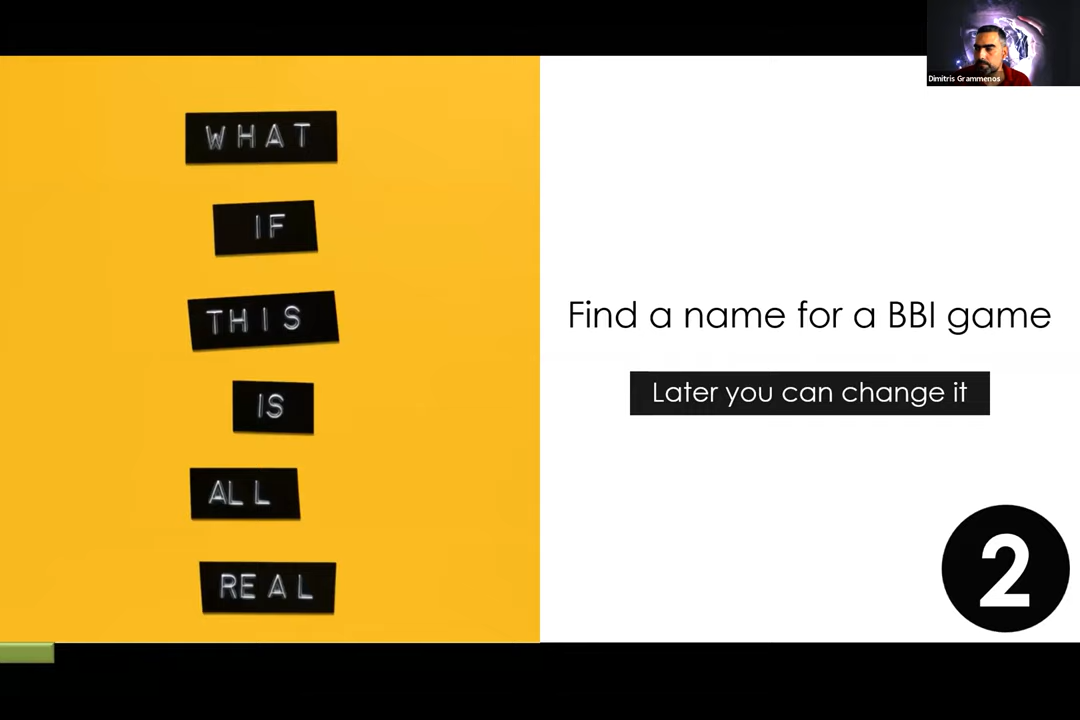 Dimitris Grammenos
WHAT
IF
THIS
IS
ALL
REAL
Find a name for a BBI game
Later you can change it
2